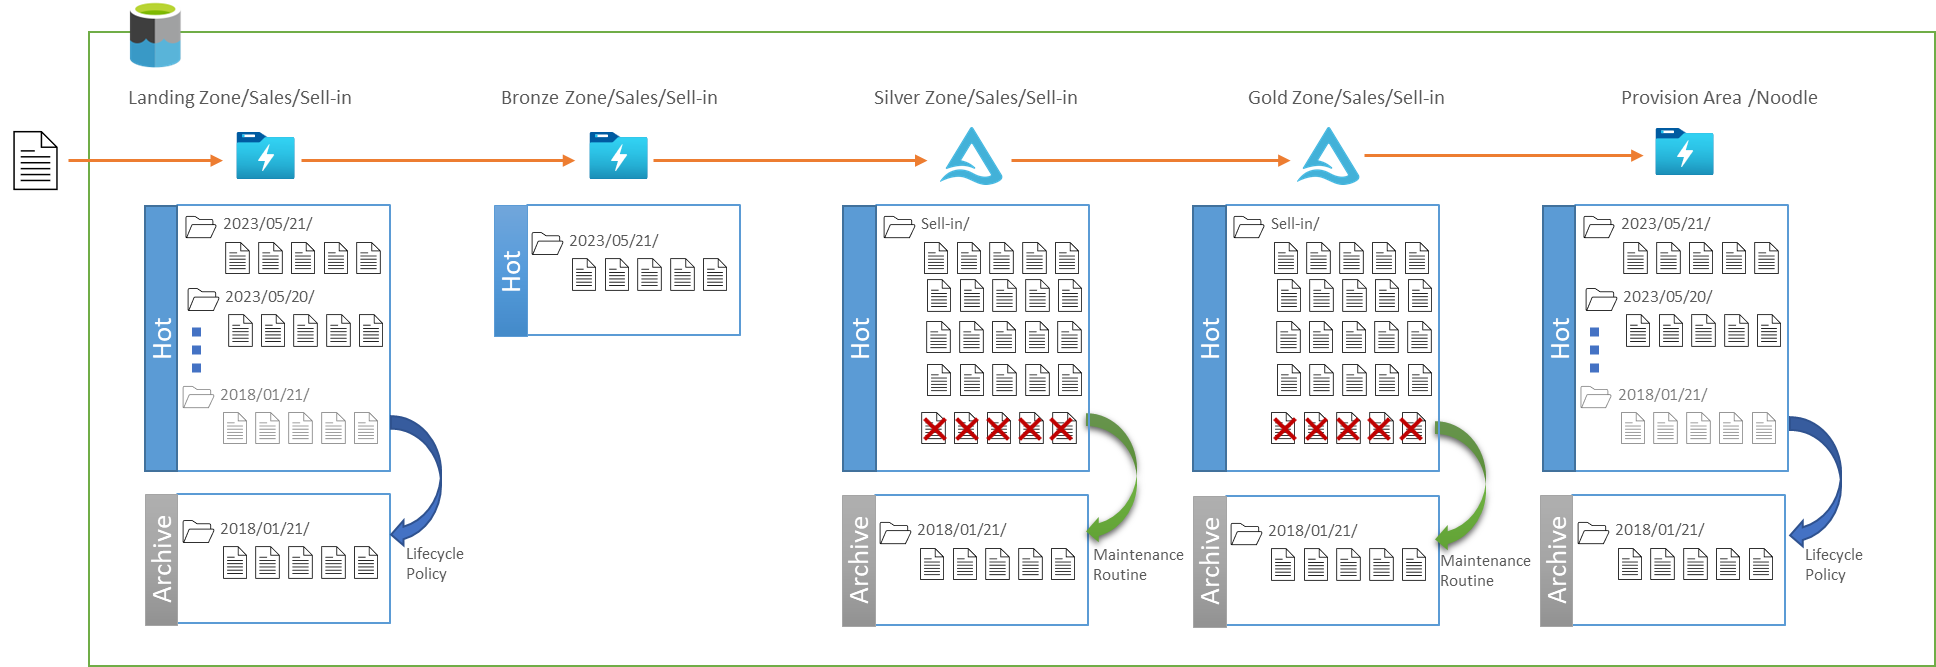 Landing Zone/Sales/Sell-in
Bronze Zone/Sales/Sell-in
Silver Zone/Sales/Sell-in
Gold Zone/Sales/Sell-in
Provision Area /Noodle
Hot
2023/05/21/
2023/05/20/
2018/01/21/
Archive
2018/01/21/
Lifecycle
Policy
Hot
2023/05/21/
Hot
Sell-in/
Archive
2018/01/21/
Maintenance
Routine
Hot
Sell-in/
Archive
2018/01/21/
Maintenance
Routine
Hot
2023/05/21/
2023/05/20/
2018/01/21/
Archive
2018/01/21/
Lifecycle
Policy